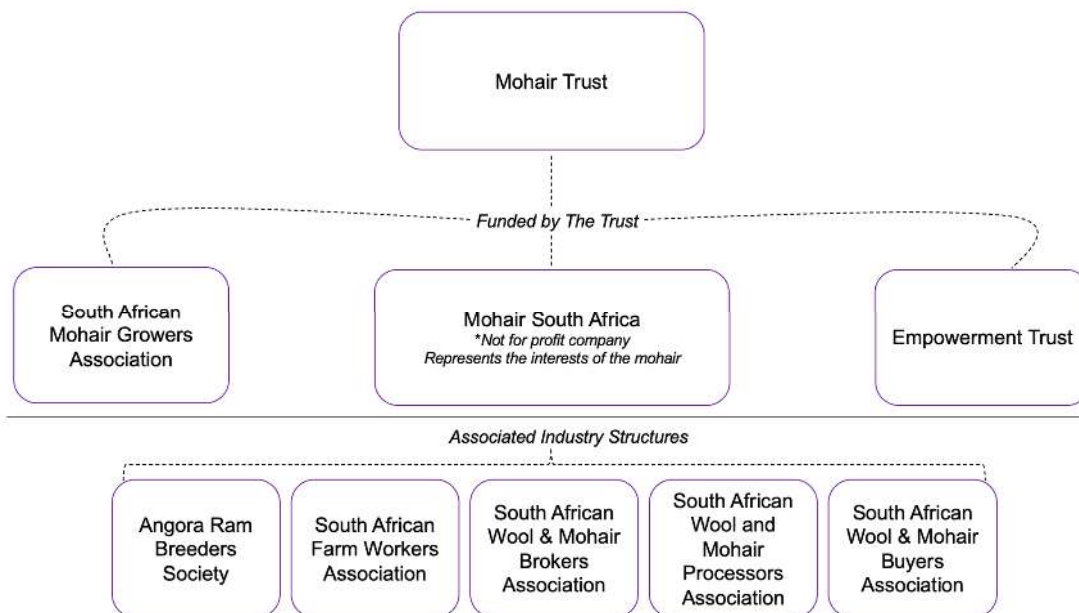 Mohair Trust
Funded by The Trust
South African
Mohair Growers
Association
Mohair South Africa
*Not for profit company
Represents the interests of the mohair
Empowerment Trust
Associated Industry Structures
Angora Ram
Breeders
Society
South African
Farm Workers
Association
South African
Wool & Mohair
Brokers
Association
South African
Wool and
Mohair
Processors
Association
South African
Wool & Mohair
Buyers
Association